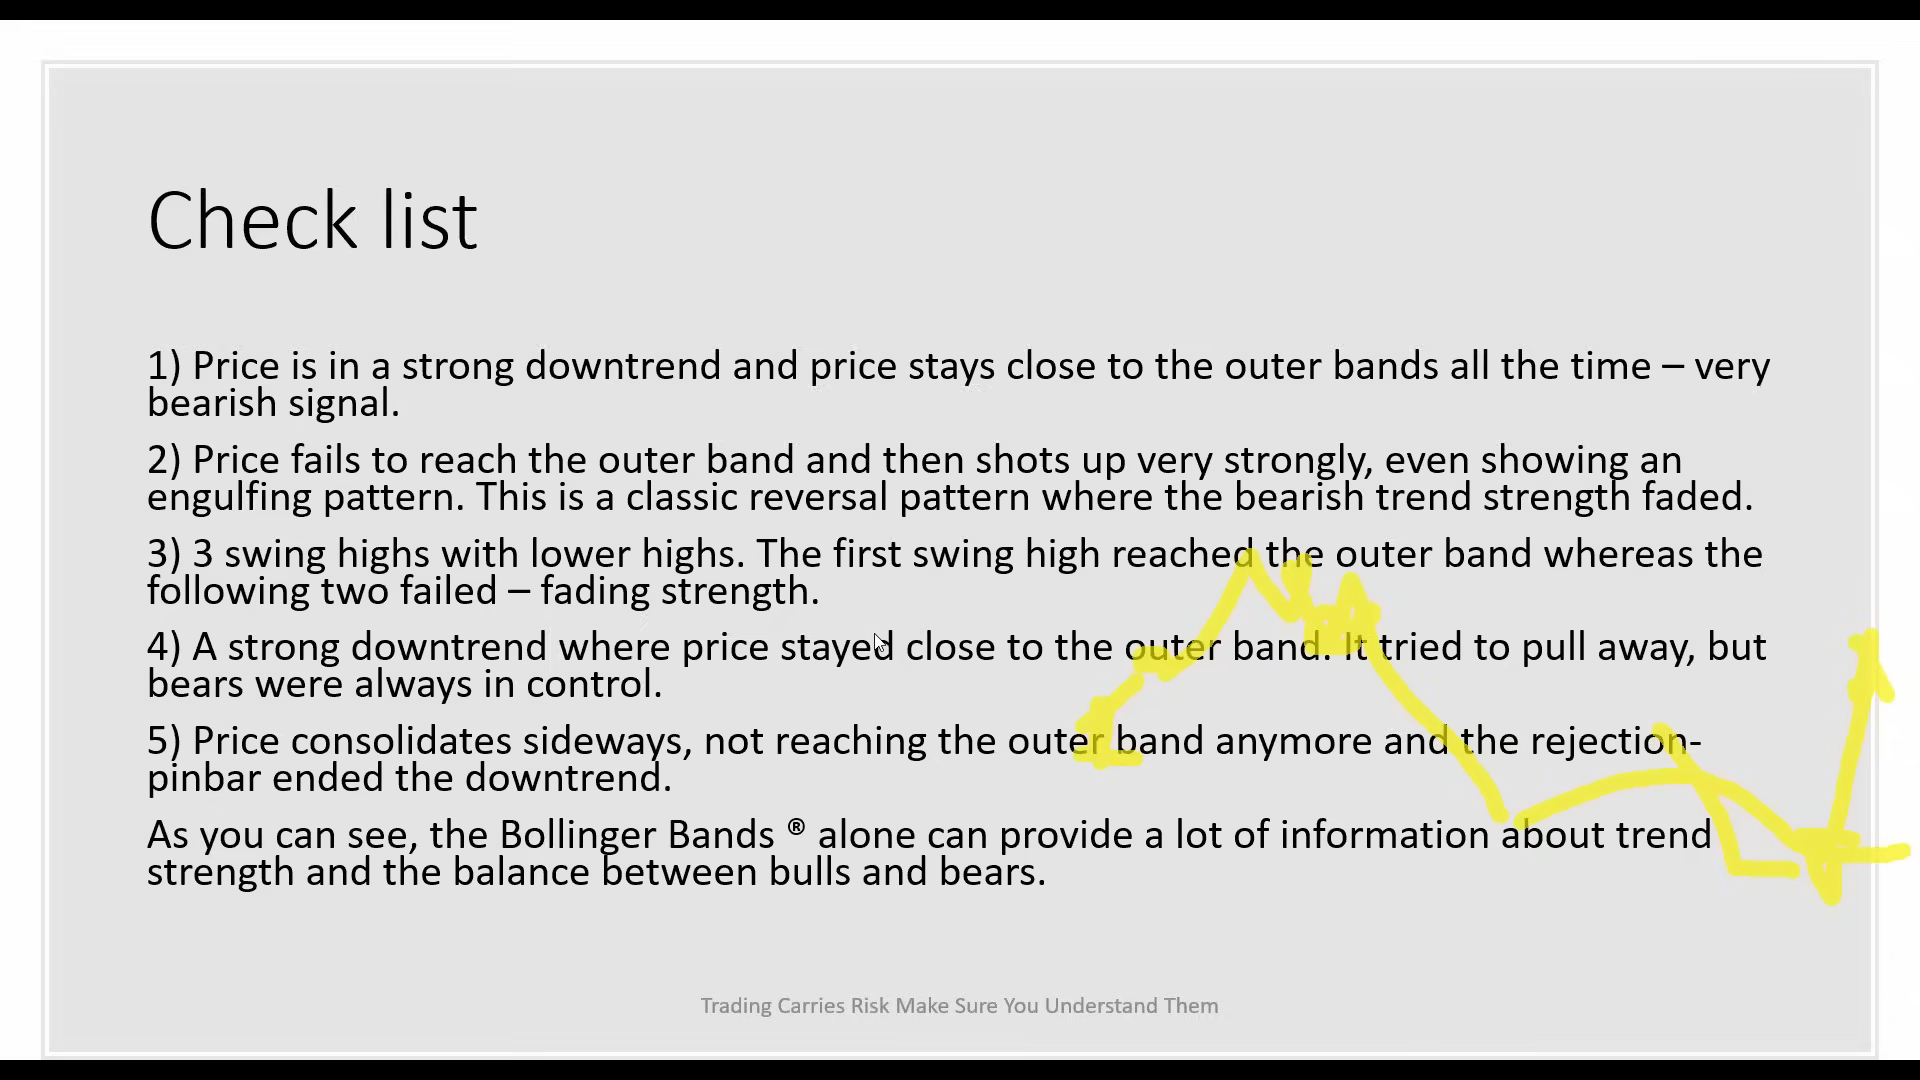 Check list
1) Price is in a strong downtrend and price stays close to the outer bands all the time – very
bearish signal.
2) Price fails to reach the outer band and then shots up very strongly, even showing an
engulfing pattern. This is a classic reversal pattern where the bearish trend strength faded.
3) 3 swing highs with lower highs. The first swing high reached the outer band whereas the
following two failed – fading strength.
4) A strong downtrend where price stayed close to the outer band. It tried to pull away, but
bears were always in control.
5) Price consolidates sideways, not reaching the outer band anymore and the rejection-
pinbar ended the downtrend.
As you can see, the Bollinger Bands ® alone can provide a lot of information about trend
strength and the balance between bulls and bears.
Trading Carries Risk Make Sure You Understand Them